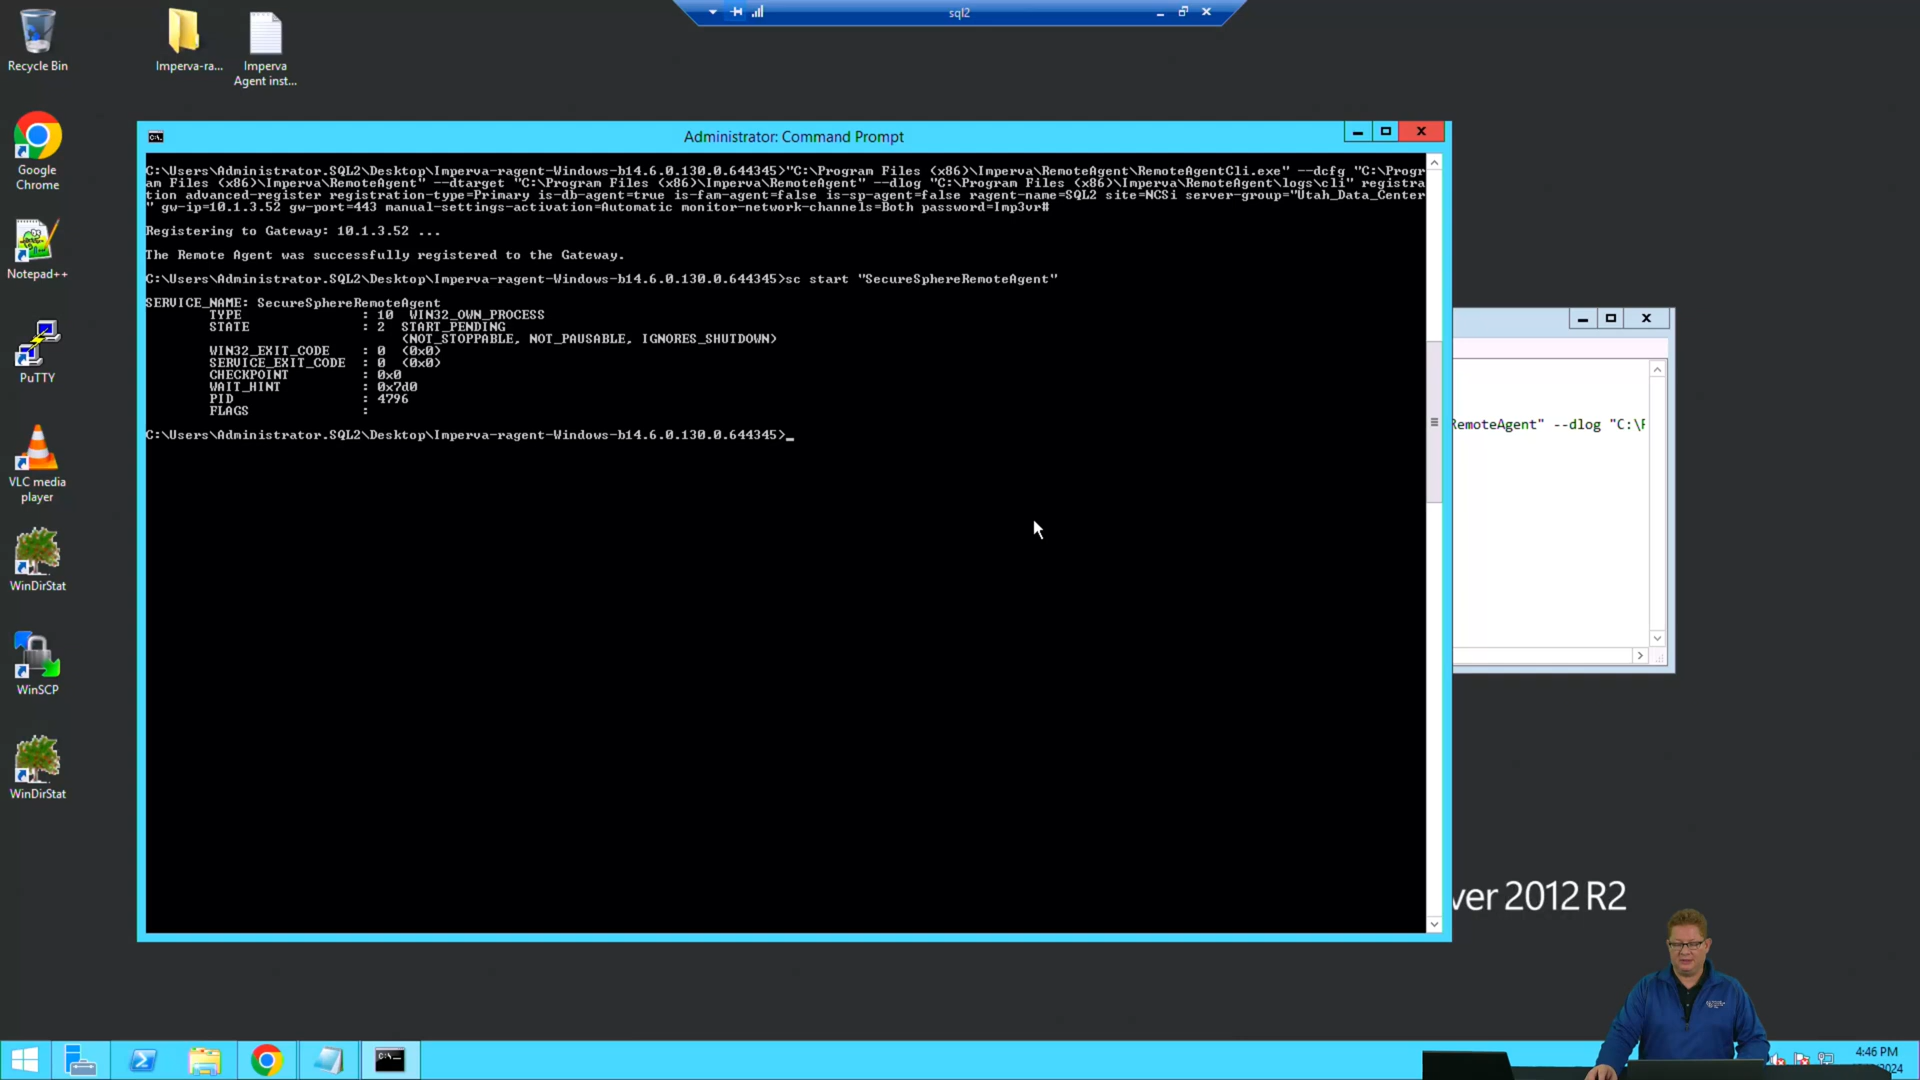 sql2
Recycle Bin
Imperva-ra...
Imperva
Agent inst...
Google
Chrome
Notepad++
PuTTY
VLC media
player
WinDirStat
WinSCP
WinDirStat
Administrator: Command Prompt
C:\Users\Administrator.SQL2\Desktop\Imperva-ragent-Windows-b14.6.0.130.0.644345>"C:\Program Files (x86)\Imperva\RemoteAgent\RemoteAgentCli.exe" --dcfg "C:\Progr
am Files (x86)\Imperva\RemoteAgent" --dtarget "C:\Program Files (x86)\Imperva\RemoteAgent" --dlog "C:\Program Files (x86)\Imperva\RemoteAgent\logs\cli" registra
tion advanced-register registration-type=Primary is-db-agent=true is-fam-agent=false is-sp-agent=false ragent-name=SQL2 site=NCSi server-group="Utah_Data_Center
" gw-ip=10.1.3.52 gw-port=443 manual-settings-activation=Automatic monitor-network-channels=Both password=Imp3vr#
Registering to Gateway: 10.1.3.52 ...
The Remote Agent was successfully registered to the Gateway.
C:\Users\Administrator.SQL2\Desktop\Imperva-ragent-Windows-b14.6.0.130.0.644345>sc start "SecureSphereRemoteAgent"
SERVICE_NAME: SecureSphereRemoteAgent
TYPE : 10 WIN32_OWN_PROCESS
STATE : 2 START_PENDING
(NOT_STOPPABLE, NOT_PAUSABLE, IGNORES_SHUTDOWN)
WIN32_EXIT_CODE : 0 (0x0)
SERVICE_EXIT_CODE : 0 (0x0)
CHECKPOINT : 0x0
WAIT_HINT : 0x7d0
PID : 4796
FLAGS :
C:\Users\Administrator.SQL2\Desktop\Imperva-ragent-Windows-b14.6.0.130.0.644345>_
RemoteAgent" --dlog "C:\P
ver 2012 R2
4:46 PM
2024